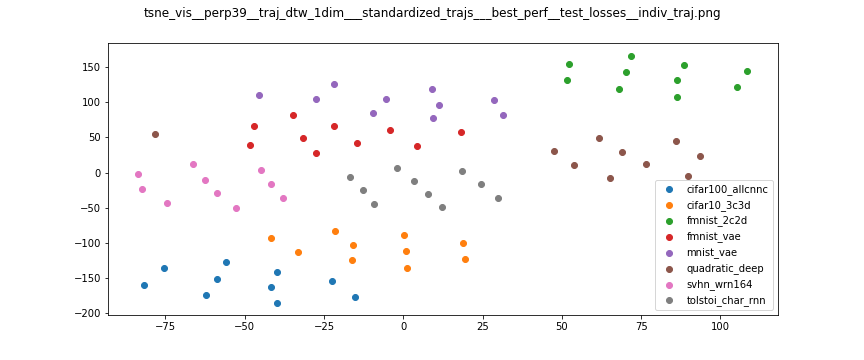 tsne_vis__perp39__traj_dtw_1dim___standardized_trajs___best_perf__test_losses__indiv_traj.png
150
100
50
0
−50
−100
−150
−200
−75 −50 −25 0 25 50 75 100
cifar100_allcnnc
cifar10_3c3d
fmnist_2c2d
fmnist_vae
mnist_vae
quadratic_deep
svhn_wrn164
tolstoi_char_rnn